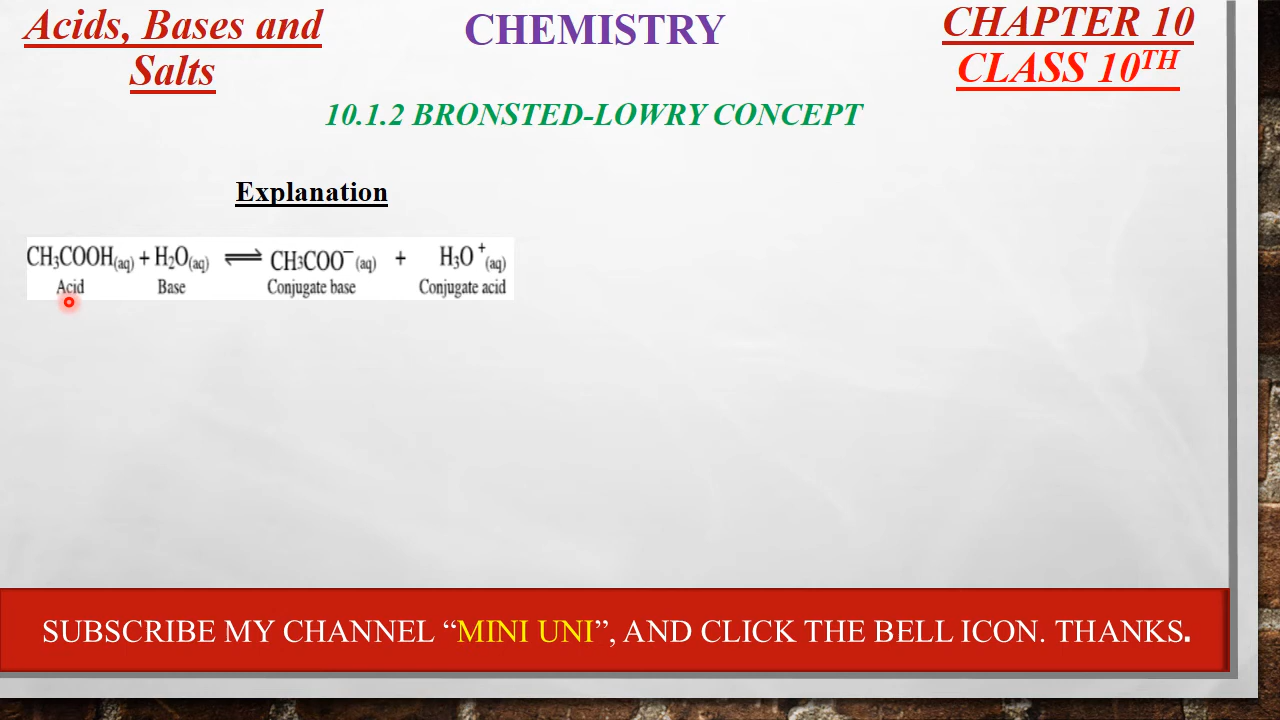 Acids, Bases and
Salts
CHEMISTRY
CHAPTER 10
CLASS 10TH
10.1.2 BRONSTED-LOWRY CONCEPT
Explanation
CH₃COOH(aq) + H₂O(aq) ⇌ CH₃COO⁻ (aq) + H₃O⁺(aq)
Acid Base Conjugate base Conjugate acid
SUBSCRIBE MY CHANNEL “MINI UNI”, AND CLICK THE BELL ICON. THANKS.